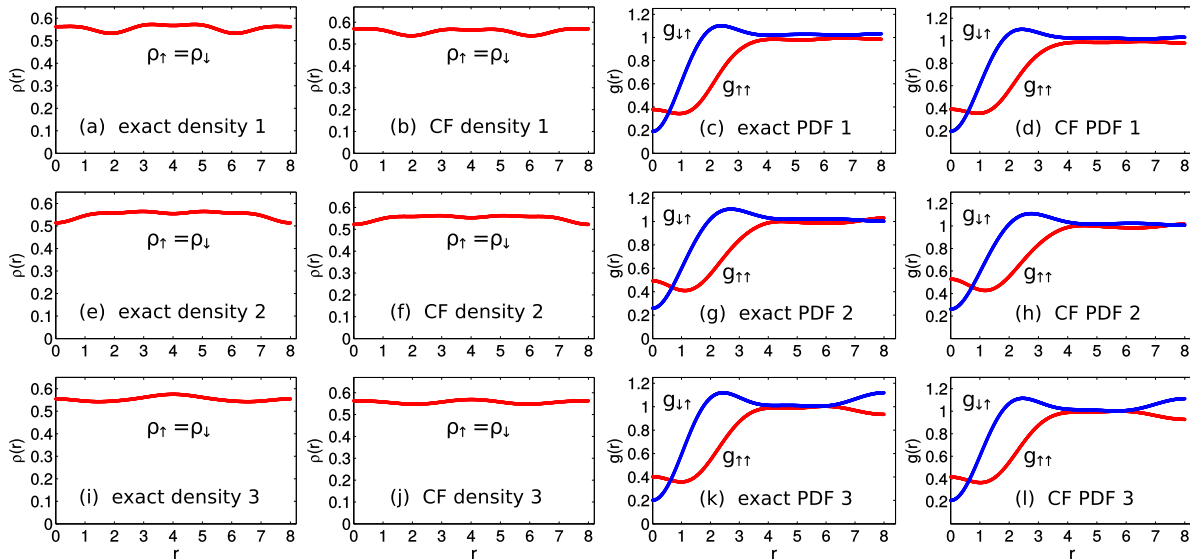 0.6
0.5
0.4
0.3
0.2
0.1
0
ρ(r)
ρ↑ =ρ↓
(a) exact density 1
0 1 2 3 4 5 6 7 8
0.6
0.5
0.4
0.3
0.2
0.1
0
ρ(r)
ρ↑ =ρ↓
(b) CF density 1
0 1 2 3 4 5 6 7 8
1.2
1
0.8
0.6
0.4
0.2
0
g(r)
g↓↑
g↑↑
(c) exact PDF 1
0 1 2 3 4 5 6 7 8
1.2
1
0.8
0.6
0.4
0.2
g(r)
g↓↑
g↑↑
(d) CF PDF 1
0 1 2 3 4 5 6 7 8
0.6
0.5
0.4
0.3
0.2
0.1
0
ρ(r)
ρ↑ =ρ↓
(e) exact density 2
0 1 2 3 4 5 6 7 8
0.6
0.5
0.4
0.3
0.2
0.1
0
ρ(r)
ρ↑ =ρ↓
(f) CF density 2
0 1 2 3 4 5 6 7 8
1.2
1
0.8
0.6
0.4
0.2
0
g(r)
g↓↑
g↑↑
(g) exact PDF 2
0 1 2 3 4 5 6 7 8
1.2
1
0.8
0.6
0.4
0.2
g(r)
g↓↑
g↑↑
(h) CF PDF 2
0 1 2 3 4 5 6 7 8
0.6
0.5
0.4
0.3
0.2
0.1
0
ρ(r)
ρ↑ =ρ↓
(i) exact density 3
0 1 2 3 4 5 6 7 8
r
0.6
0.5
0.4
0.3
0.2
0.1
0
ρ(r)
ρ↑ =ρ↓
(j) CF density 3
0 1 2 3 4 5 6 7 8
r
1.2
1
0.8
0.6
0.4
0.2
0
g(r)
g↓↑
g↑↑
(k) exact PDF 3
0 1 2 3 4 5 6 7 8
r
1.2
1
0.8
0.6
0.4
0.2
g(r)
g↓↑
g↑↑
(l) CF PDF 3
0 1 2 3 4 5 6 7 8
r